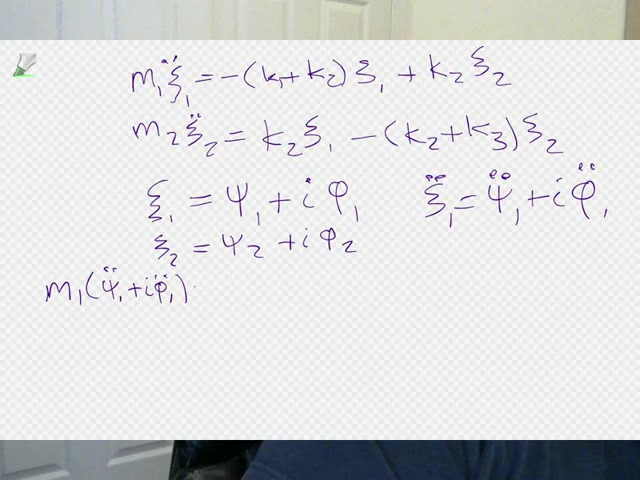 m₁ξ̈₁ = -(k₁+k₂)ξ₁ + k₂ξ₂
m₂ξ̈₂ = k₂ξ₁ -(k₂+k₃)ξ₂
ξ₁ = ψ₁ + iφ₁ ξ̈₁ = ψ̈₁ + iφ̈₁
ξ₂ = ψ₂ + iφ₂
m₁(ψ̈₁+iφ̈₁)